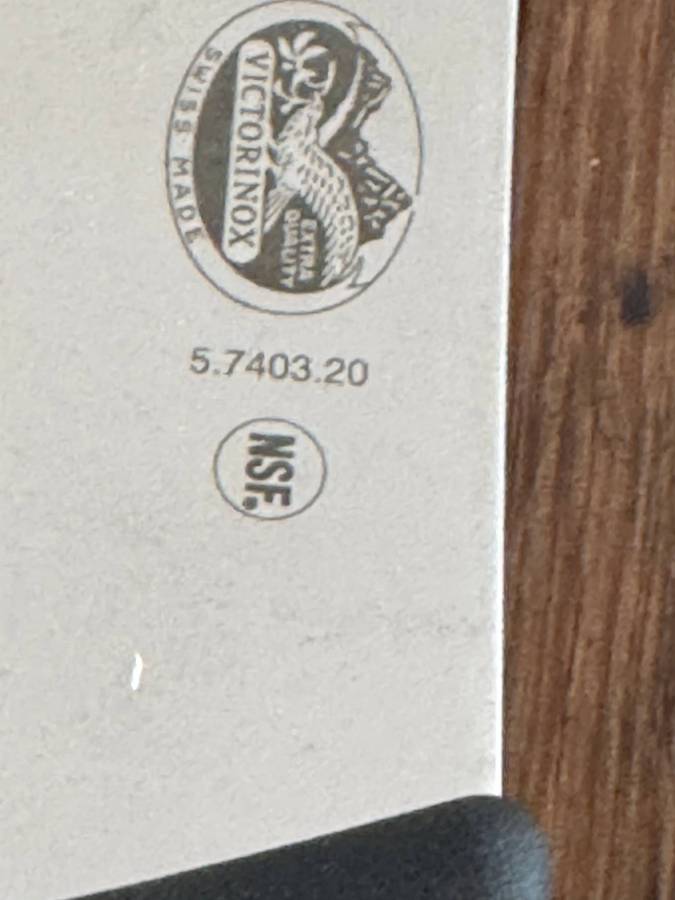 SWISS MADE
VICTORINOX
EXTRA
QUALITY
5.7403.20
NSF.